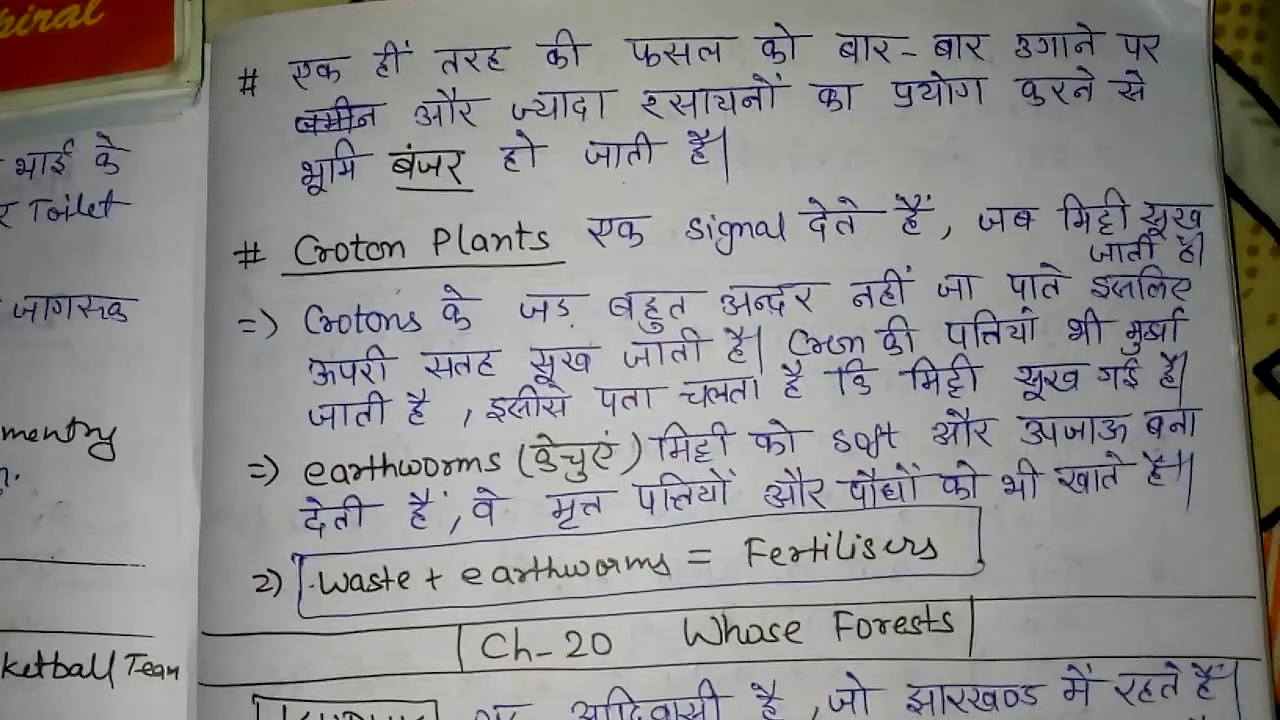 piral
भाई के
र Toilet
जागरूक
mentry
n.
ketball Team
# एक हीं तरह की फसल को बार-बार उगाने पर
और ज्यादा रसायनों का प्रयोग करने से
भूमि बंजर हो जाती है।
# Croton Plants एक signal देते हैं, जब मिट्टी सूख
जाती हो
=) Crotons के जड़ बहुत अन्दर नहीं जा पाते इसलिए
ऊपरी सतह सूख जाती है। की पत्तियाँ भी मुर्झा
जाती है, इसीसे पता चलता है कि मिट्टी सूख गई है।
=) earthworms (केचुएं) मिट्टी को soft और उपजाऊ बना
देती हैं, वे मृत पत्तियों और पौधों को भी खाते हैं।
2) Waste + earthworms = Fertilisers
Ch-20 Whose Forests
आदिवासी है, जो झारखण्ड में रहते हैं।